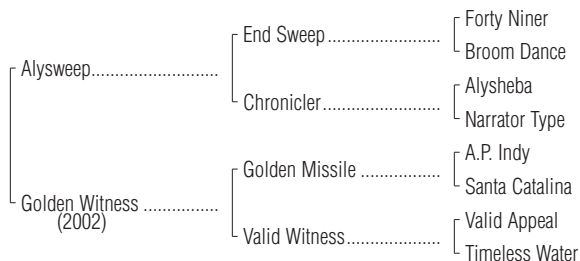 Forty Niner
End Sweep
Broom Dance
Alysweep
Alysheba
Chronicler
Narrator Type
A.P. Indy
Golden Missile
Santa Catalina
Golden Witness
(2002)
Valid Appeal
Valid Witness
Timeless Water